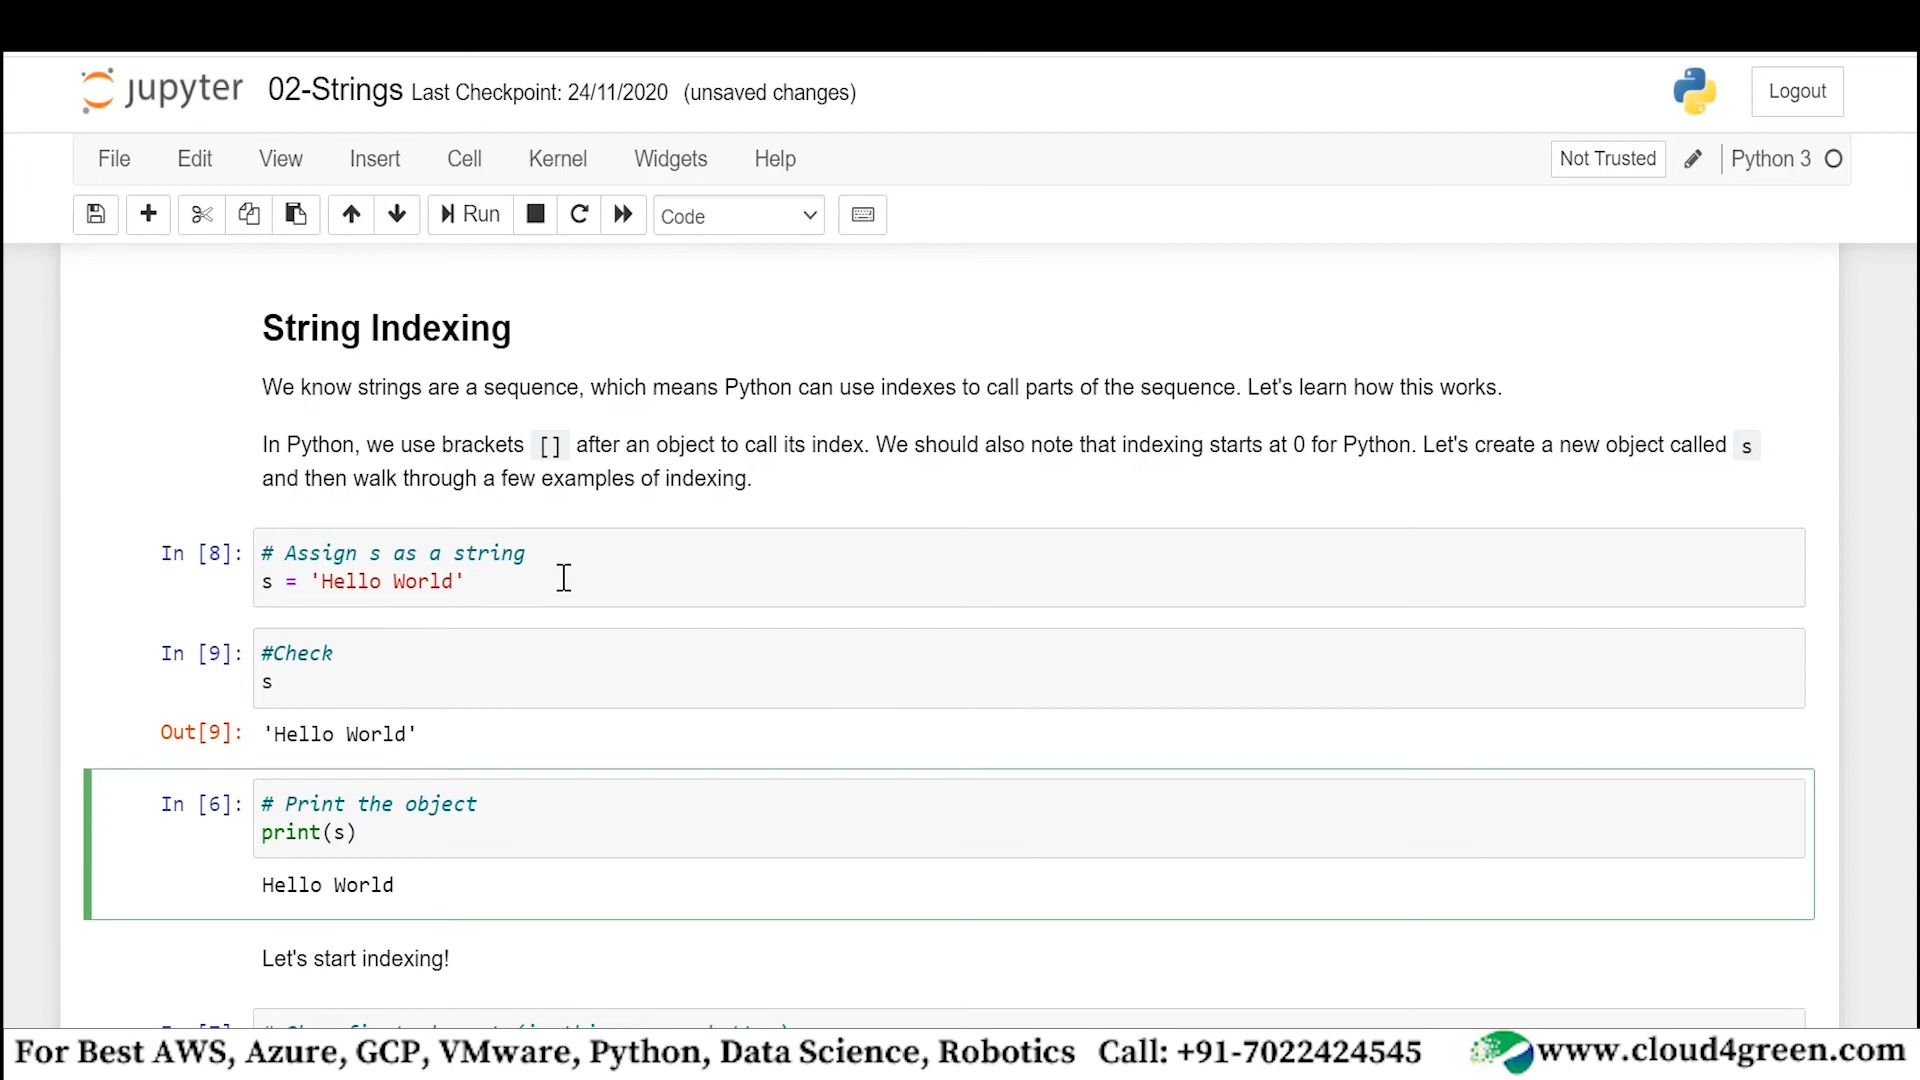 jupyter 02-Strings Last Checkpoint: 24/11/2020 (unsaved changes) Logout
File Edit View Insert Cell Kernel Widgets Help Not Trusted Python 3
Run Code
String Indexing
We know strings are a sequence, which means Python can use indexes to call parts of the sequence. Let's learn how this works.
In Python, we use brackets [] after an object to call its index. We should also note that indexing starts at 0 for Python. Let's create a new object called s
and then walk through a few examples of indexing.
In [8]: # Assign s as a string
s = 'Hello World'
In [9]: #Check
s
Out[9]: 'Hello World'
In [6]: # Print the object
print(s)
Hello World
Let's start indexing!
For Best AWS, Azure, GCP, VMware, Python, Data Science, Robotics Call: +91-7022424545 www.cloud4green.com